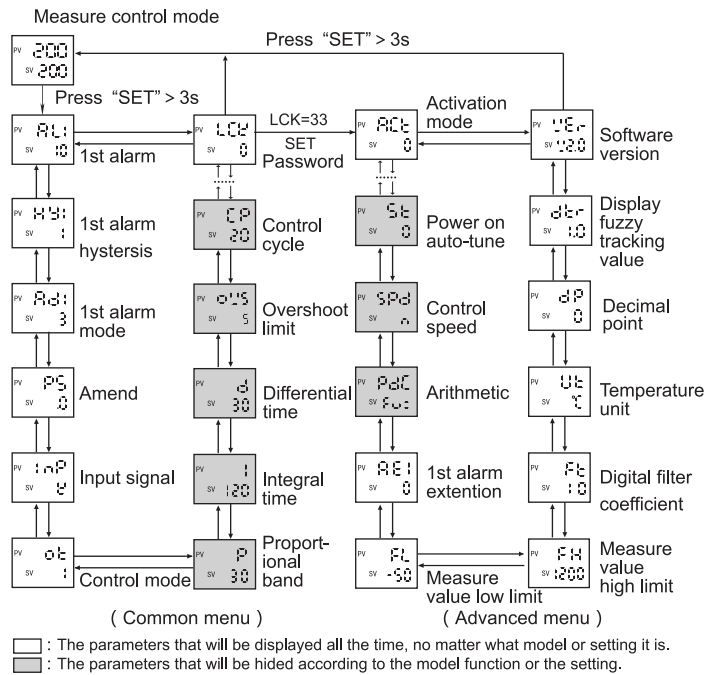 Measure control mode
PV 200
SV 200
Press “SET” > 3s
Press “SET” > 3s
PV AL1
SV 10
1st alarm
PV LCK
SV 0
LCK=33
SET
Password
PV ACt
SV 0
Activation
mode
PV VEr
SV V2.0
Software
version
PV HY1
SV 1
1st alarm
hystersis
PV CP
SV 20
Control
cycle
PV St
SV 0
Power on
auto-tune
PV dtr
SV 1.0
Display
fuzzy
tracking
value
PV Ad1
SV 3
1st alarm
mode
PV oVS
SV 5
Overshoot
limit
PV SPd
SV n
Control
speed
PV dP
SV 0
Decimal
point
PV PS
SV .0
Amend
PV d
SV 30
Differential
time
PV PdC
SV Fuz
Arithmetic
PV Ut
SV ℃
Temperature
unit
PV InP
SV K
Input signal
PV I
SV 120
Integral
time
PV AE1
SV 0
1st alarm
extention
PV Ft
SV 10
Digital filter
coefficient
PV ot
SV 1
Control mode
PV P
SV 30
Proport-
ional
band
PV FL
SV -50
Measure
value low limit
PV FH
SV 1200
Measure
value
high limit
( Common menu )
( Advanced menu )
: The parameters that will be displayed all the time, no matter what model or setting it is.
: The parameters that will be hided according to the model function or the setting.